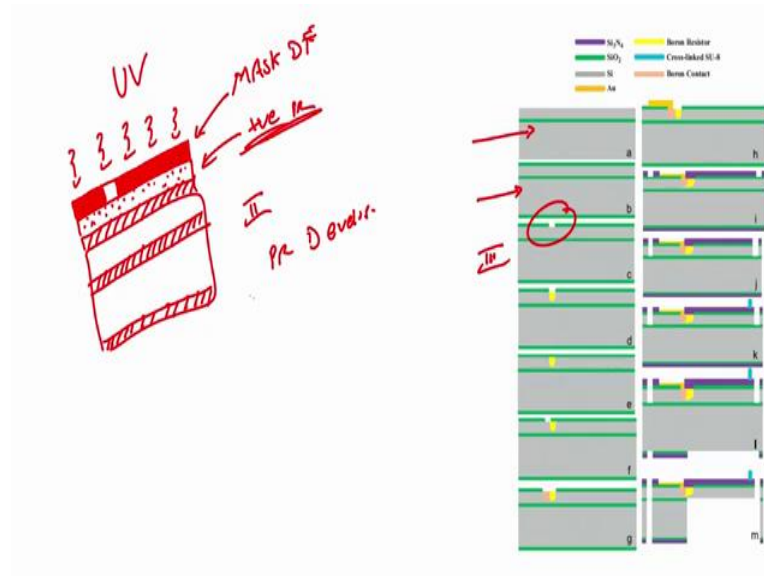 UV
MAsk DF
+ve PR
II
PR Develor.
III
Si₃N₄
SiO₂
Si
Au
Boron Resistor
Cross-linked SU-8
Boron Contact
a
b
c
d
e
f
g
h
i
j
k
l
m